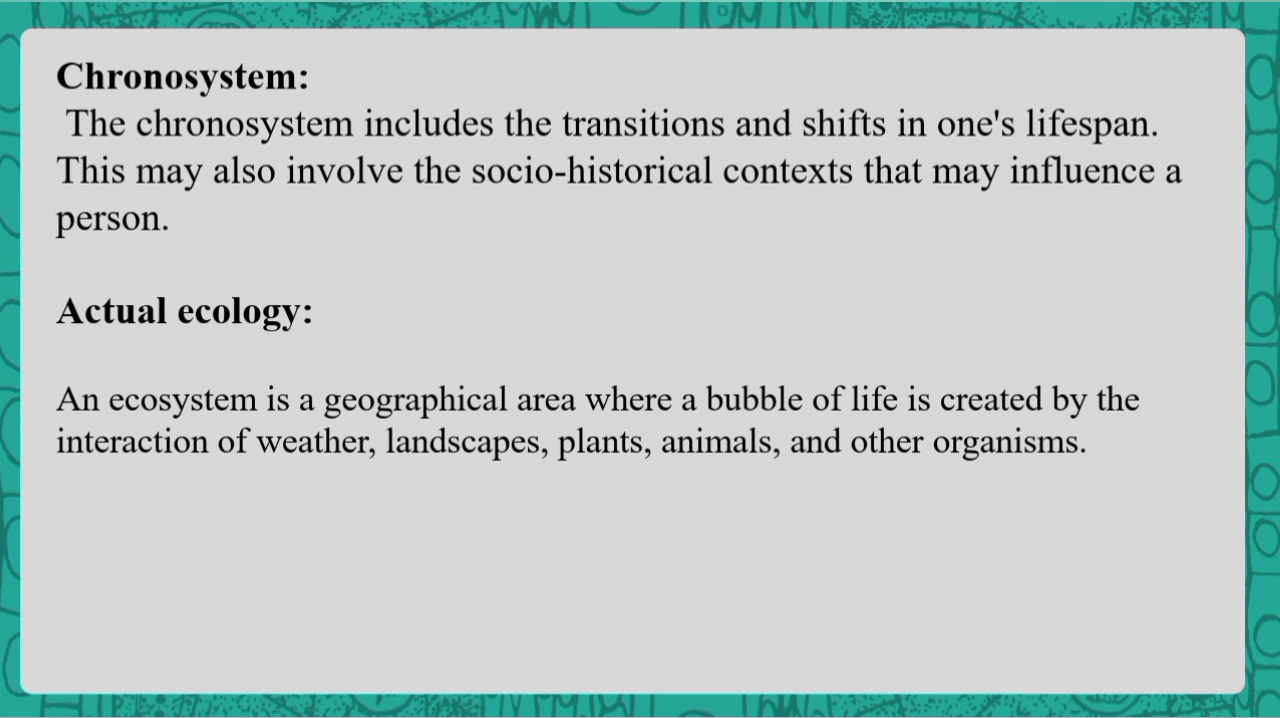 Chronosystem:
The chronosystem includes the transitions and shifts in one's lifespan.
This may also involve the socio-historical contexts that may influence a
person.
Actual ecology:
An ecosystem is a geographical area where a bubble of life is created by the
interaction of weather, landscapes, plants, animals, and other organisms.